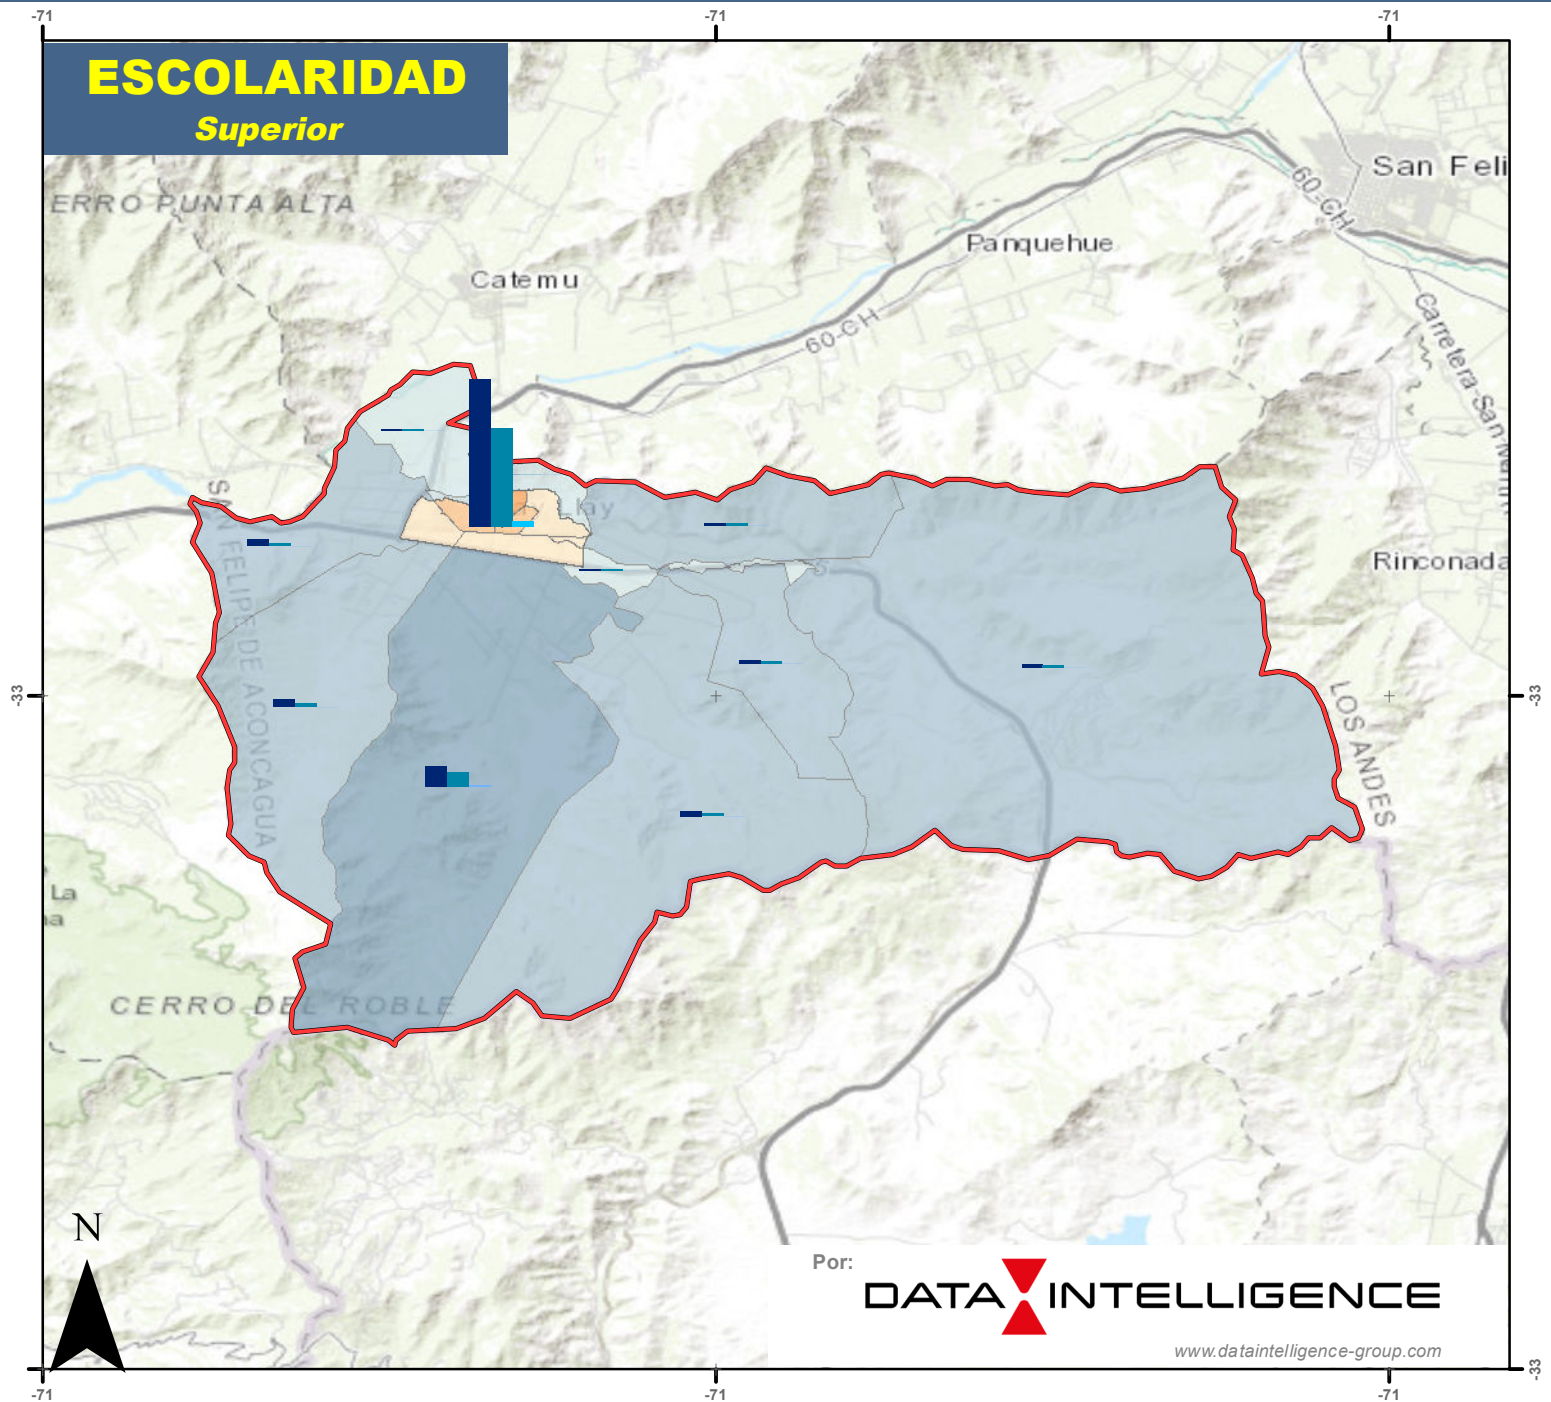 -71
-71
-71
ESCOLARIDAD
Superior
ERRO PUNTA ALTA
San Feli
60-CH
Panquehue
Catemu
60-CH
Carretera-San-Mart
Llay
Rinconada
SAN FELIPE DE ACONCAGUA
-33
-33
LOS ANDES
La
na
CERRO DEL ROBLE
N
Por:
DATA INTELLIGENCE
www.dataintelligence-group.com
-33
-71
-71
-71